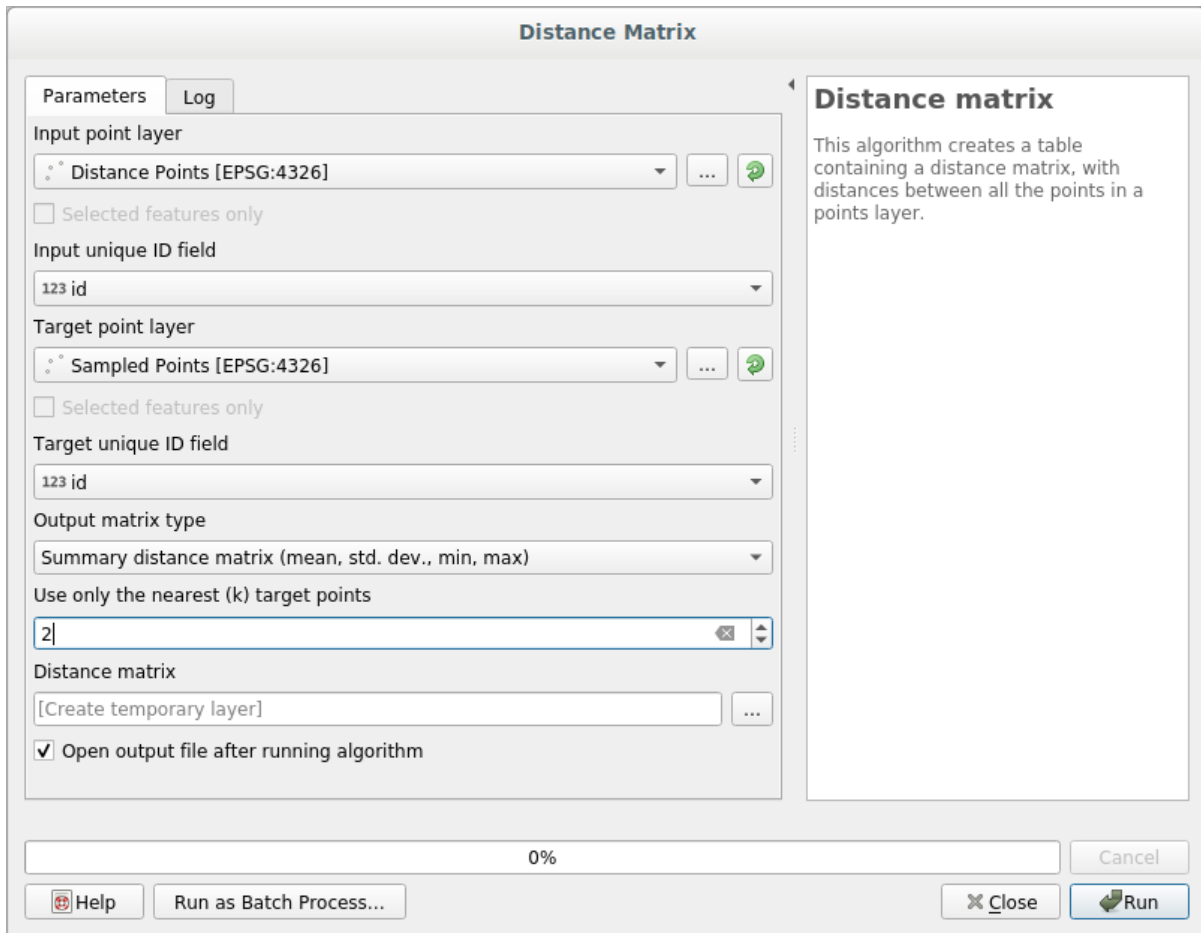 Distance Matrix
Parameters
Log
Input point layer
Distance Points [EPSG:4326]
...
Selected features only
Input unique ID field
123 id
Target point layer
Sampled Points [EPSG:4326]
...
Selected features only
Target unique ID field
123 id
Output matrix type
Summary distance matrix (mean, std. dev., min, max)
Use only the nearest (k) target points
2
Distance matrix
[Create temporary layer]
...
Open output file after running algorithm
Distance matrix
This algorithm creates a table
containing a distance matrix, with
distances between all the points in a
points layer.
0%
Cancel
Help
Run as Batch Process...
Close
Run